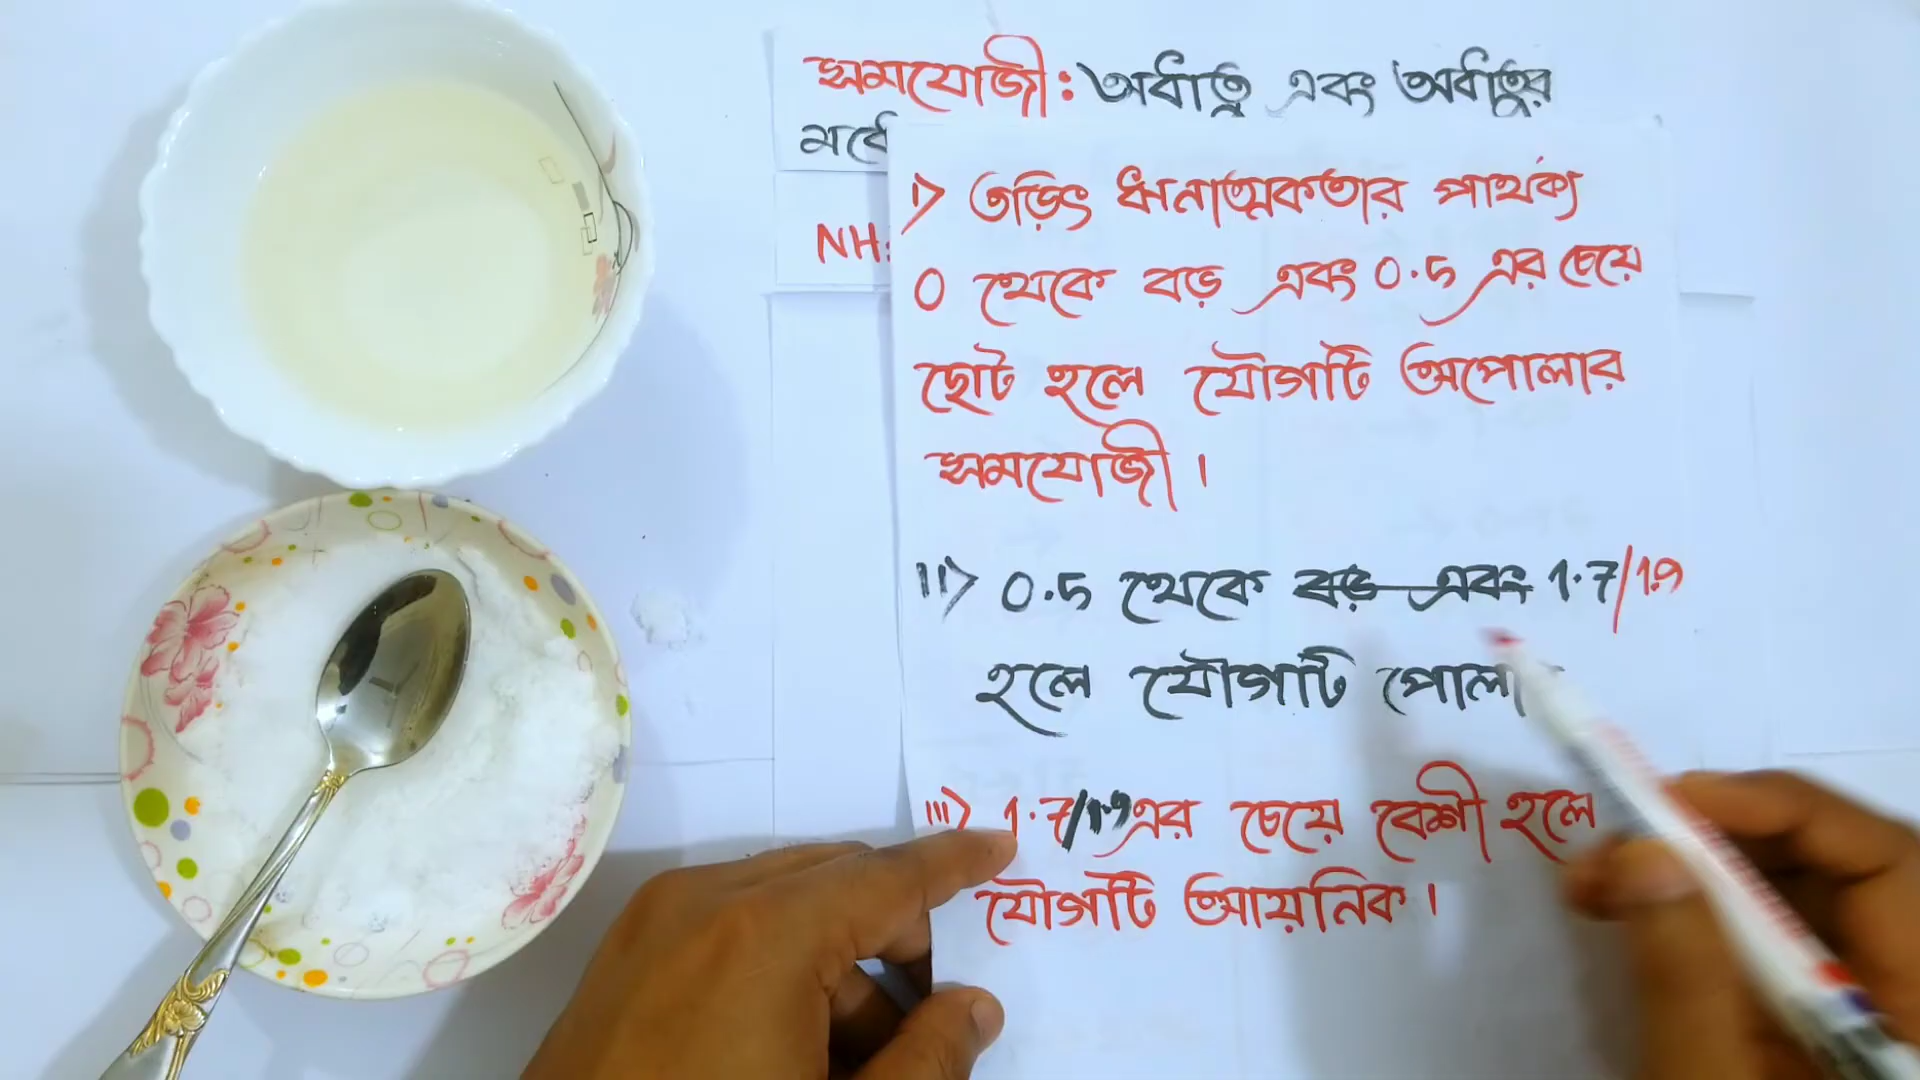 সমযোজী: অধাতু এবং অধাতুর
মধ্যে
NH
i> তড়িৎ ঋনাত্মকতার পার্থক্য
0 থেকে বড় এবং 0.5 এর চেয়ে
ছোট হলে যৌগটি অপোলার
সমযোজী।
ii> 0.5 থেকে বড় এবং 1.7/1.9
হলে যৌগটি
iii> 1.7/1.9 এর চেয়ে বেশী হলে
যৌগটি আয়নিক।